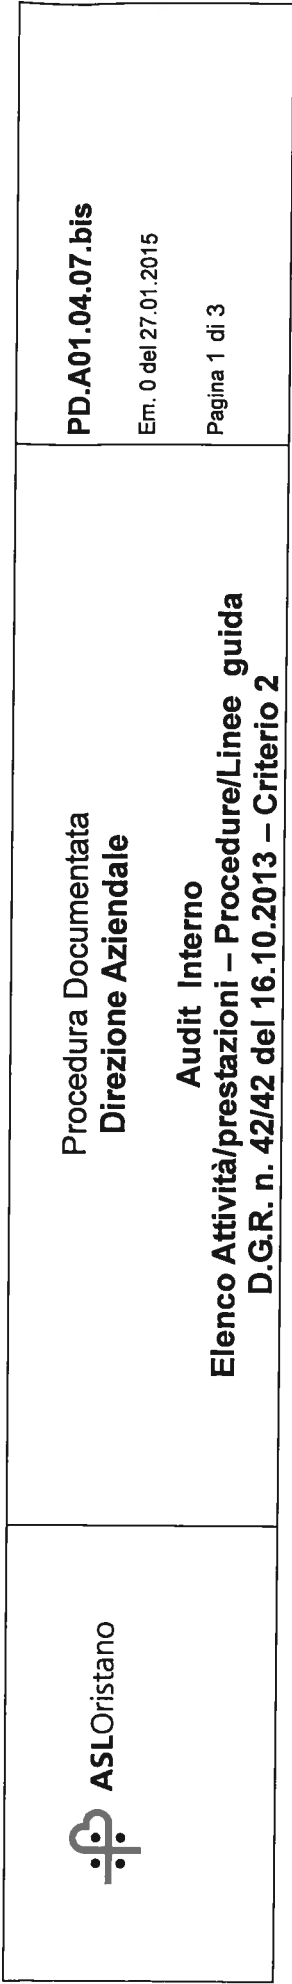 ASLOristano
Procedura Documentata
Direzione Aziendale
Audit Interno
Elenco Attività/prestazioni – Procedure/Linee guida
D.G.R. n. 42/42 del 16.10.2013 – Criterio 2
PD.A01.04.07.bis
Em. 0 del 27.01.2015
Pagina 1 di 3